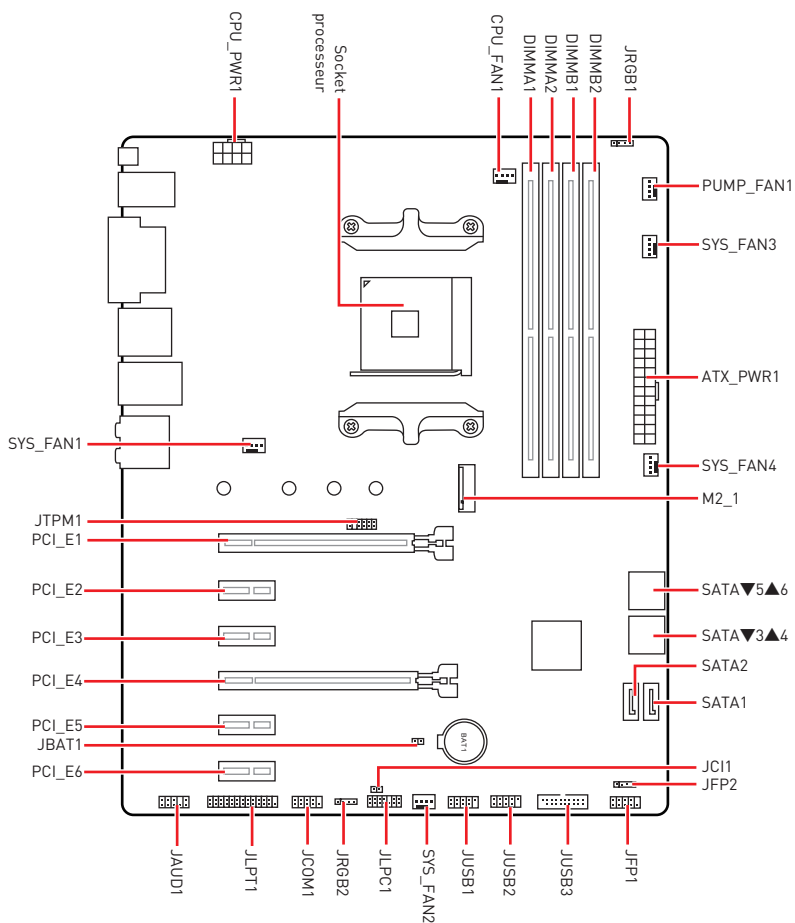 CPU_PWR1
Socket
processeur
CPU_FAN1
DIMMA1
DIMMA2
DIMMB1
DIMMB2
JRGB1
PUMP_FAN1
SYS_FAN3
ATX_PWR1
SYS_FAN1
SYS_FAN4
M2_1
JTPM1
PCI_E1
PCI_E2
SATA▼5▲6
PCI_E3
SATA▼3▲4
SATA2
PCI_E4
SATA1
PCI_E5
JBAT1
BAT1
PCI_E6
JCI1
JFP2
JAUD1
JLPT1
JCOM1
JRGB2
JLPC1
SYS_FAN2
JUSB1
JUSB2
JUSB3
JFP1